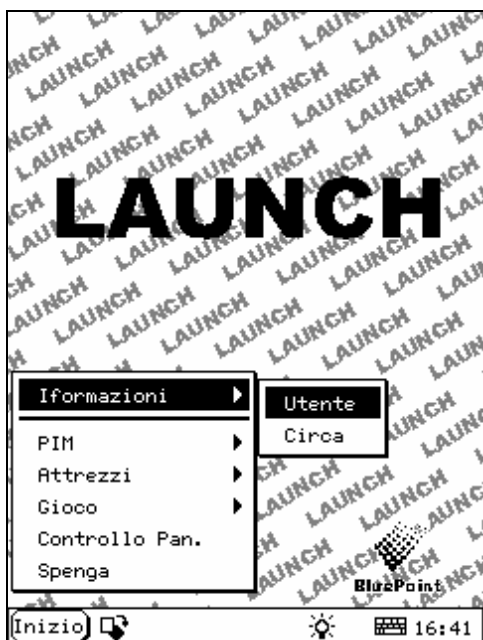 LAUNCH
Iformazioni
Utente
Circa
PIM
Attrezzi
Gioco
Controllo Pan.
Spenga
BluePoint
Inizio
16:41